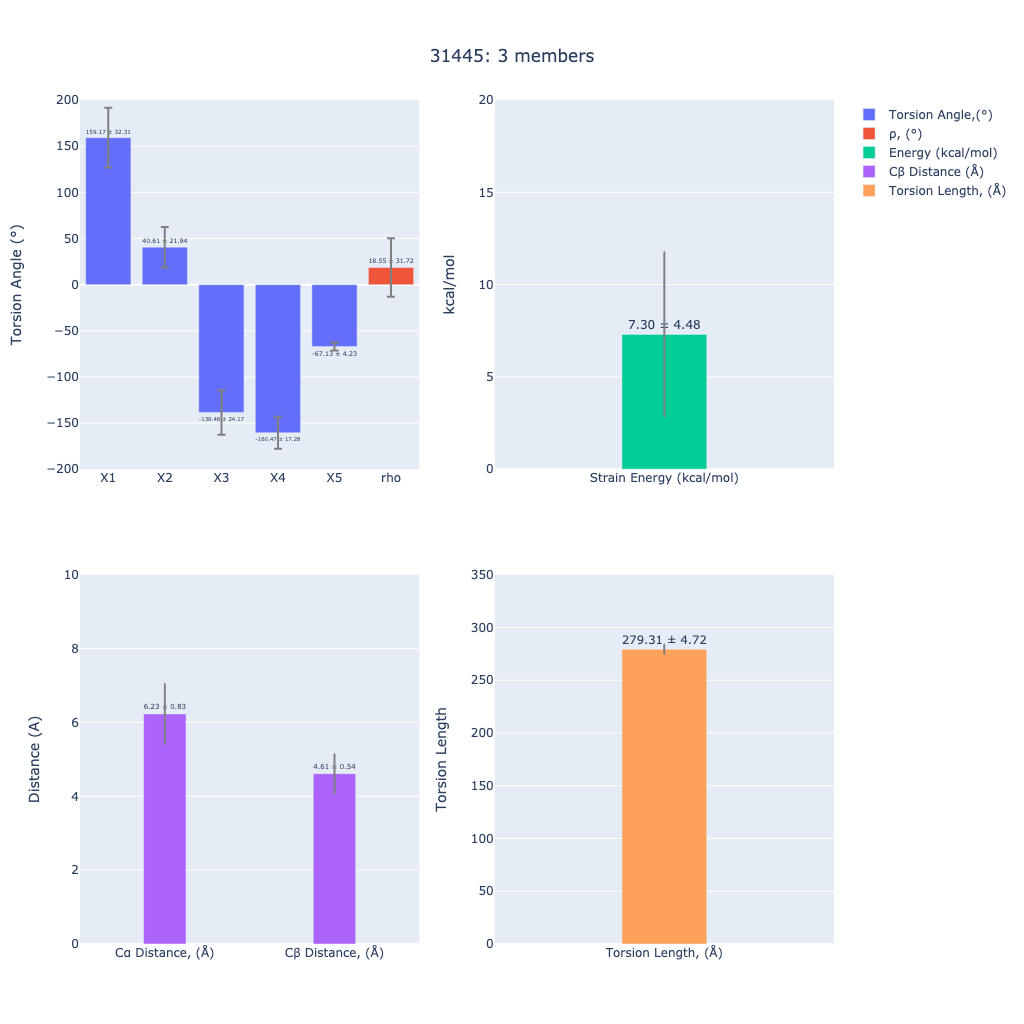 31445: 3 members
Torsion Angle (°)
200
150
100
50
0
−50
−100
−150
−200
159.17 ± 32.31
40.61 ± 21.94
-138.46 ± 24.17
-160.47 ± 17.28
-67.13 ± 4.23
18.55 ± 31.72
X1 X2 X3 X4 X5 rho
kcal/mol
20
15
10
5
0
7.30 ± 4.48
Strain Energy (kcal/mol)
Torsion Angle,(°)
ρ, (°)
Energy (kcal/mol)
Cβ Distance (Å)
Torsion Length, (Å)
Distance (A)
10
8
6
4
2
0
6.23 ± 0.83
4.61 ± 0.54
Cα Distance, (Å) Cβ Distance, (Å)
Torsion Length
350
300
250
200
150
100
50
0
279.31 ± 4.72
Torsion Length, (Å)